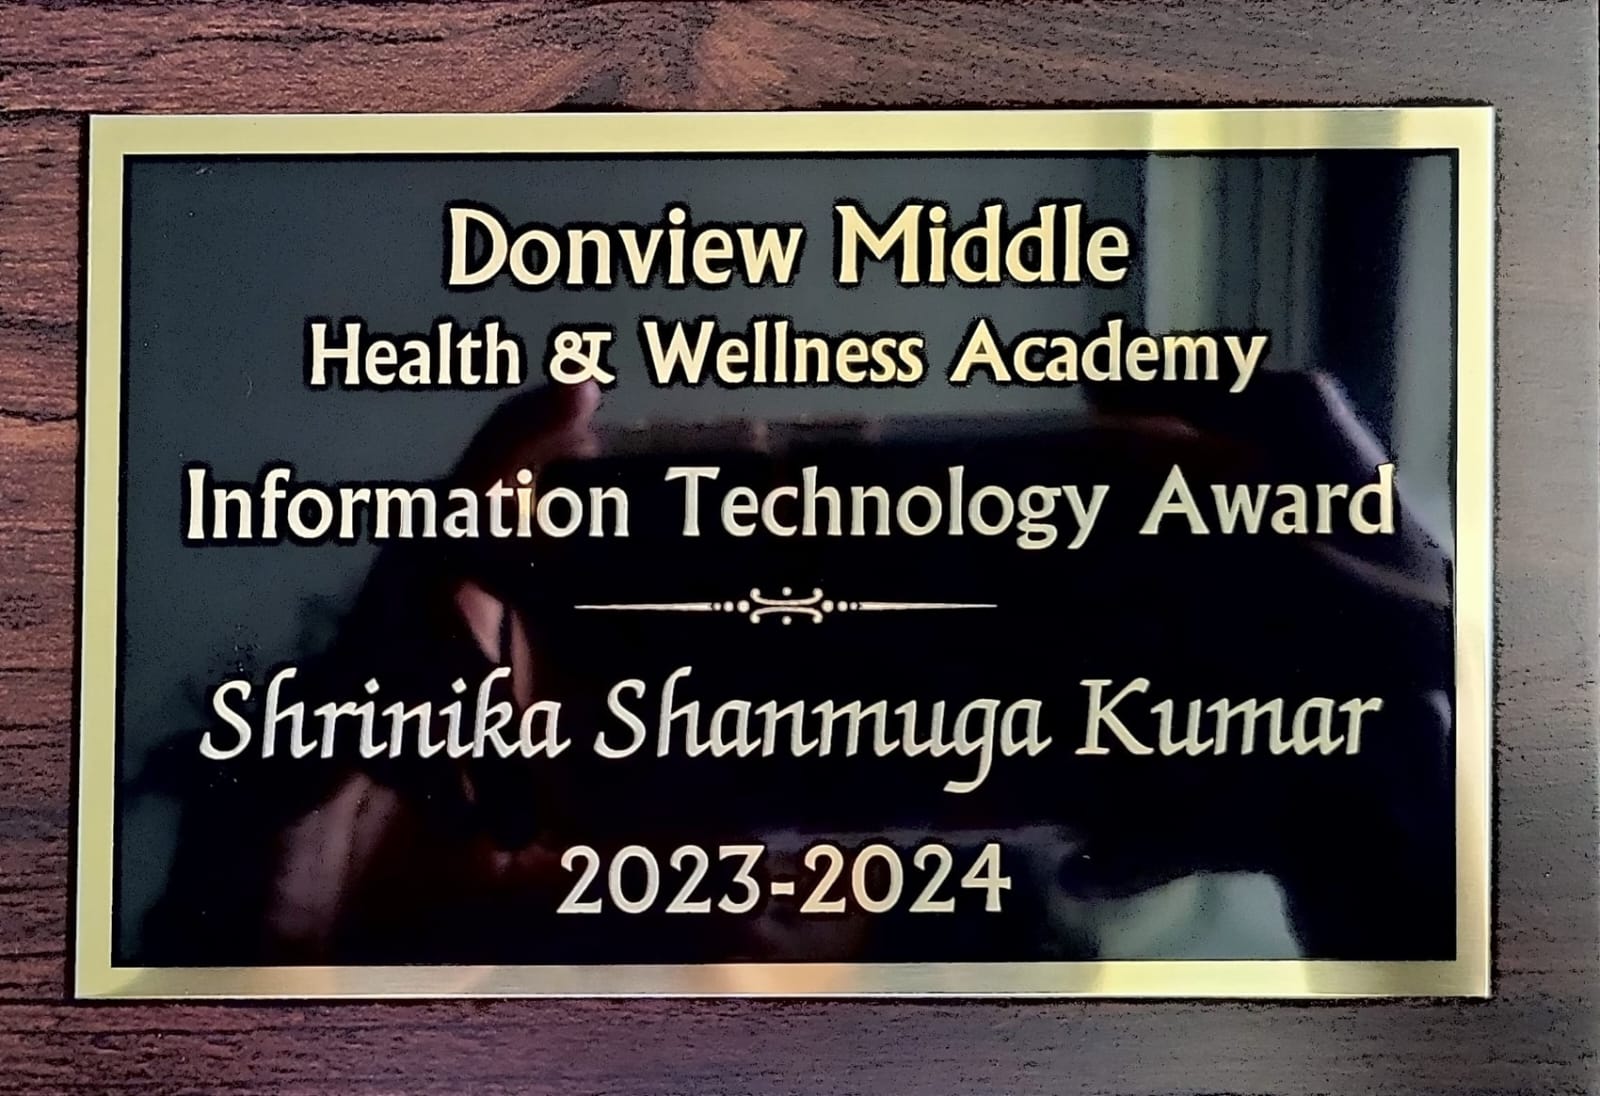 Donview Middle
Health & Wellness Academy
Information Technology Award
Shrinika Shanmuga Kumar
2023-2024